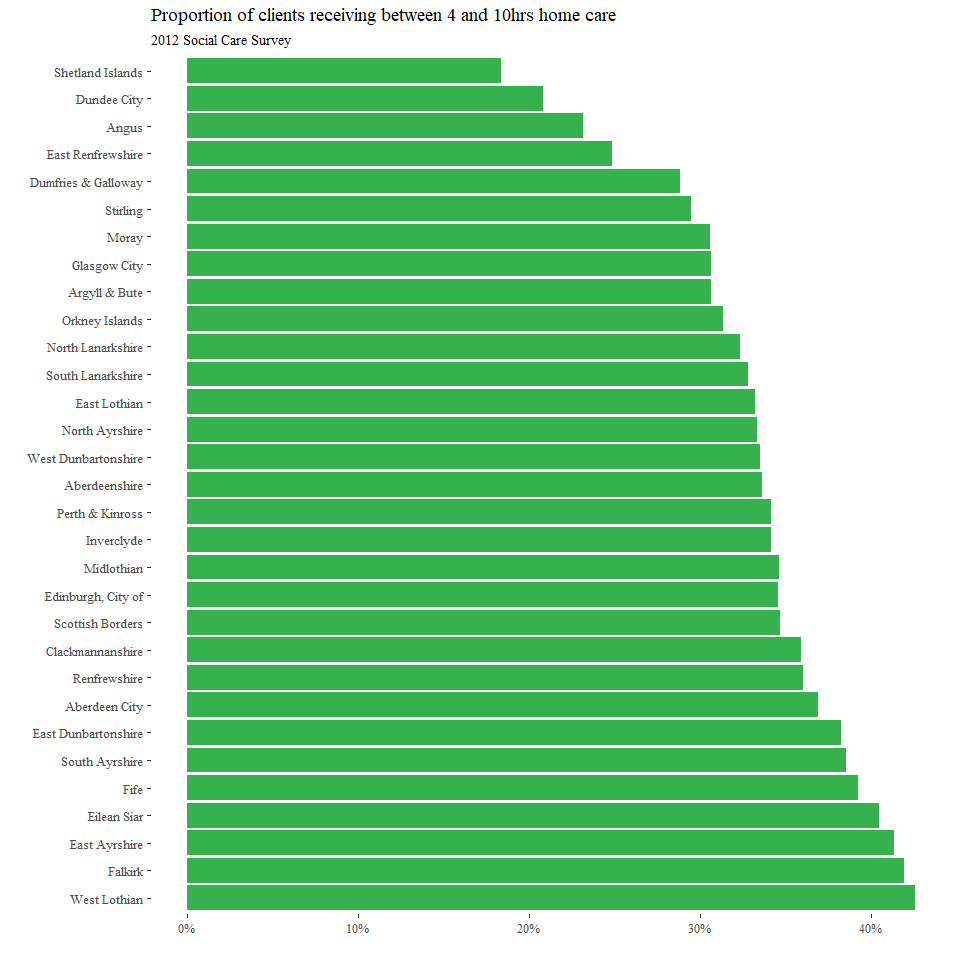 Proportion of clients receiving between 4 and 10hrs home care
2012 Social Care Survey
Shetland Islands
Dundee City
Angus
East Renfrewshire
Dumfries & Galloway
Stirling
Moray
Glasgow City
Argyll & Bute
Orkney Islands
North Lanarkshire
South Lanarkshire
East Lothian
North Ayrshire
West Dunbartonshire
Aberdeenshire
Perth & Kinross
Inverclyde
Midlothian
Edinburgh, City of
Scottish Borders
Clackmannanshire
Renfrewshire
Aberdeen City
East Dunbartonshire
South Ayrshire
Fife
Eilean Siar
East Ayrshire
Falkirk
West Lothian
0% 10% 20% 30% 40%